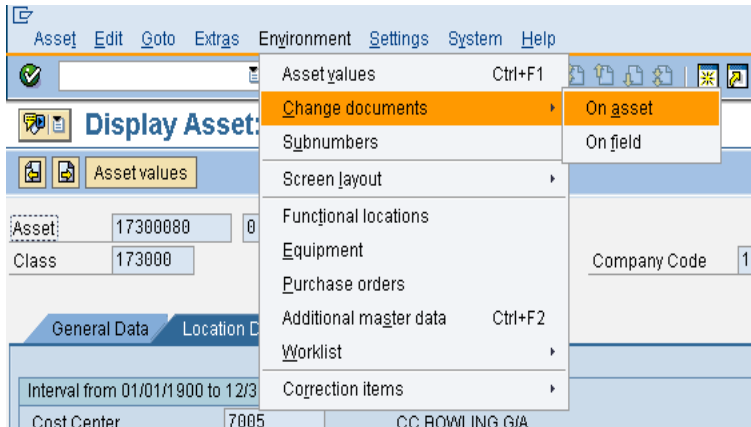 Asset Edit Goto Extras Environment Settings System Help
Asset values Ctrl+F1
Change documents
On asset
Display Asset:
Subnumbers
On field
Asset values
Screen layout
Functional locations
Asset 17300080 0
Equipment
Class 173000
Company Code 1
Purchase orders
Additional master data Ctrl+F2
General Data Location D
Worklist
Interval from 01/01/1900 to 12/3
Correction items
Cost Center 7005 CC BOWLING G/A